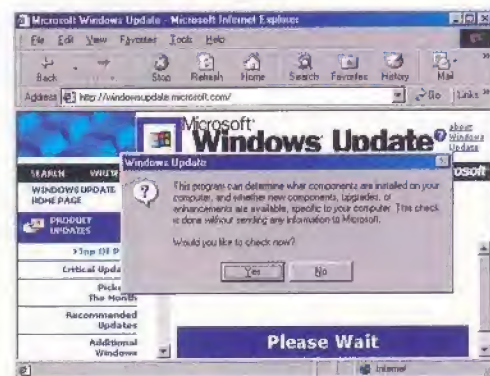 Microsoft Windows Update - Microsoft Internet Explorer
File Edit View Favorites Tools Help
Back Stop Refresh Home Search Favorites History Mail
Address http://windowsupdate.microsoft.com/ Go Links »
Microsoft
Windows Update
about
Windows
Update
SEARCH
Windows Update
WINDOWS UPDATE
HOME PAGE
PRODUCT
UPDATES
This program can determine what components are installed on your
computer, and whether new components, upgrades, or
enhancements are available, specific to your computer. This check
is done without sending any information to Microsoft.
Would you like to check now?
Yes No
Critical Upda
The Month
Recommended
Updates
Additional
Windows
Please Wait
Internet